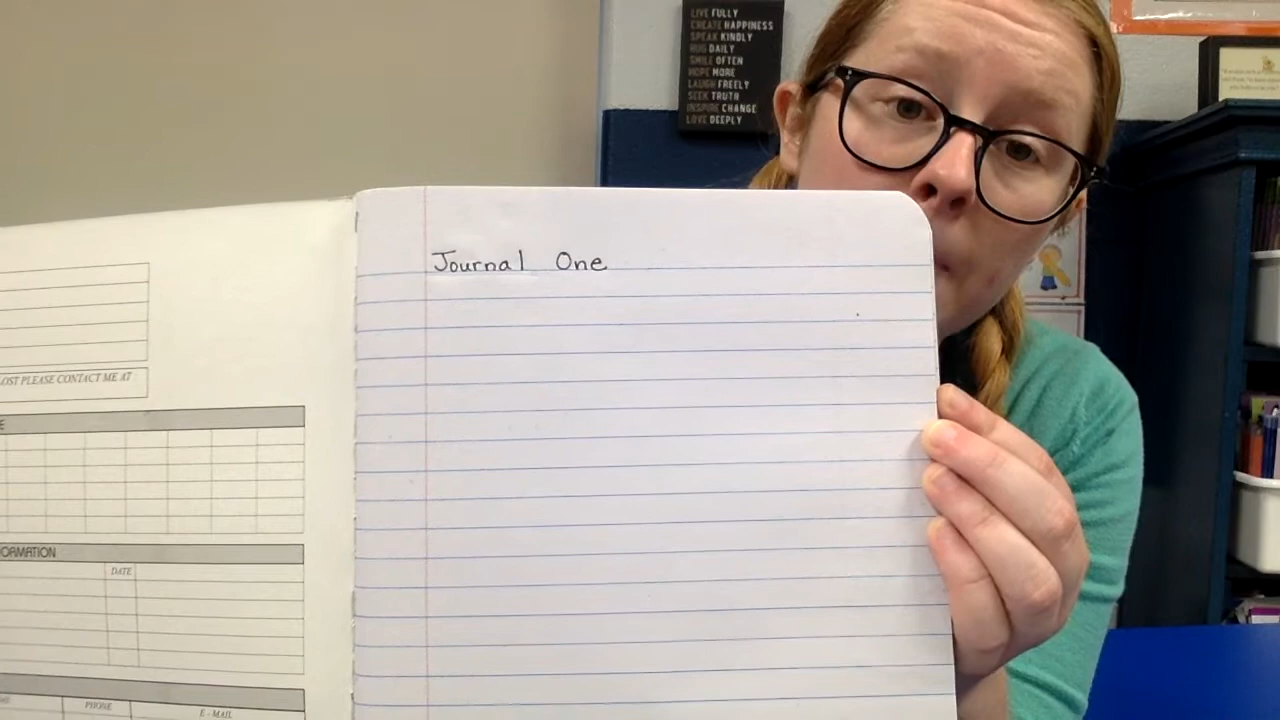 LIVE FULLY
CREATE HAPPINESS
SPEAK KINDLY
HUG DAILY
SMILE OFTEN
HOPE MORE
LAUGH FREELY
SEEK TRUTH
INSPIRE CHANGE
LOVE DEEPLY
Journal One
LOST PLEASE CONTACT ME AT
DATE
PHONE
E - MAIL